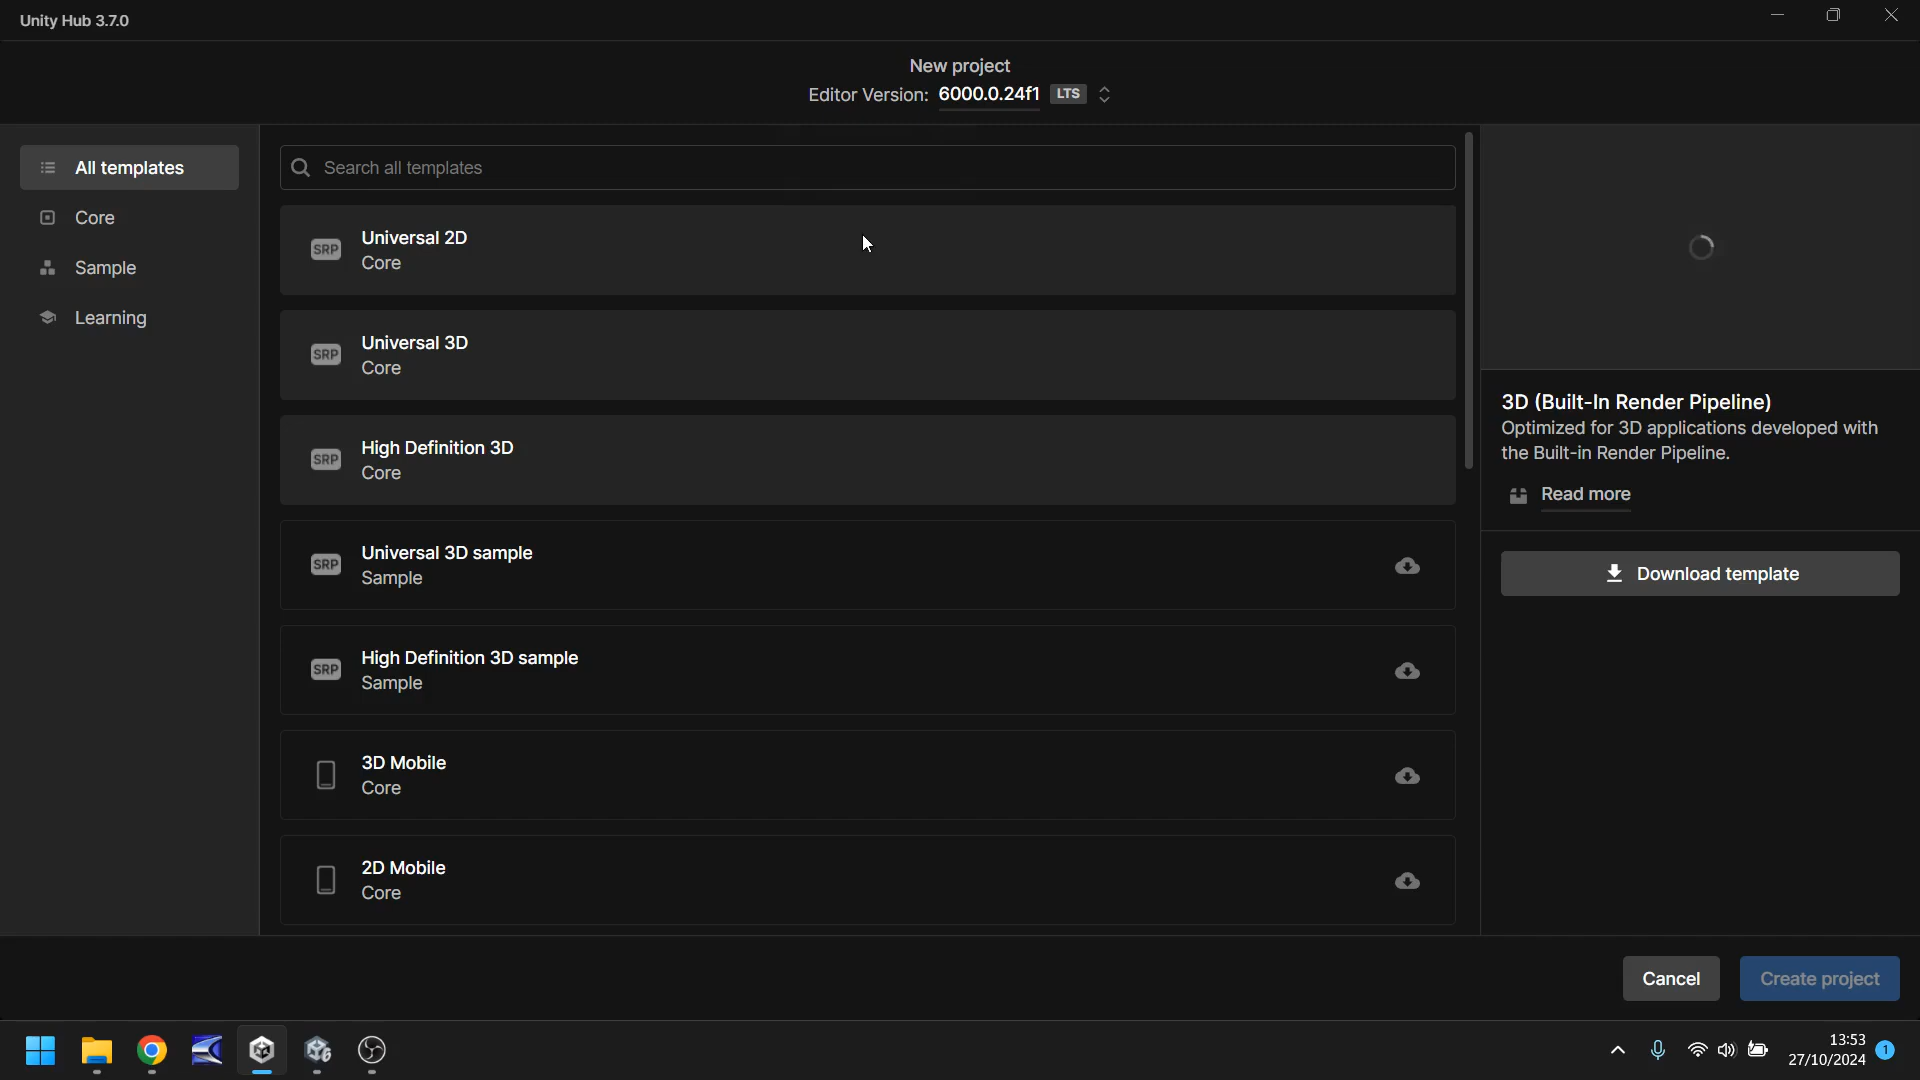 Unity Hub 3.7.0
New project
Editor Version: 6000.0.24f1 LTS
All templates
Core
Sample
Learning
Search all templates
SRP
Universal 2D
Core
SRP
Universal 3D
Core
SRP
High Definition 3D
Core
SRP
Universal 3D sample
Sample
SRP
High Definition 3D sample
Sample
3D Mobile
Core
2D Mobile
Core
3D (Built-In Render Pipeline)
Optimized for 3D applications developed with
the Built-in Render Pipeline.
Read more
Download template
Cancel
Create project
6
13:53
27/10/2024
1